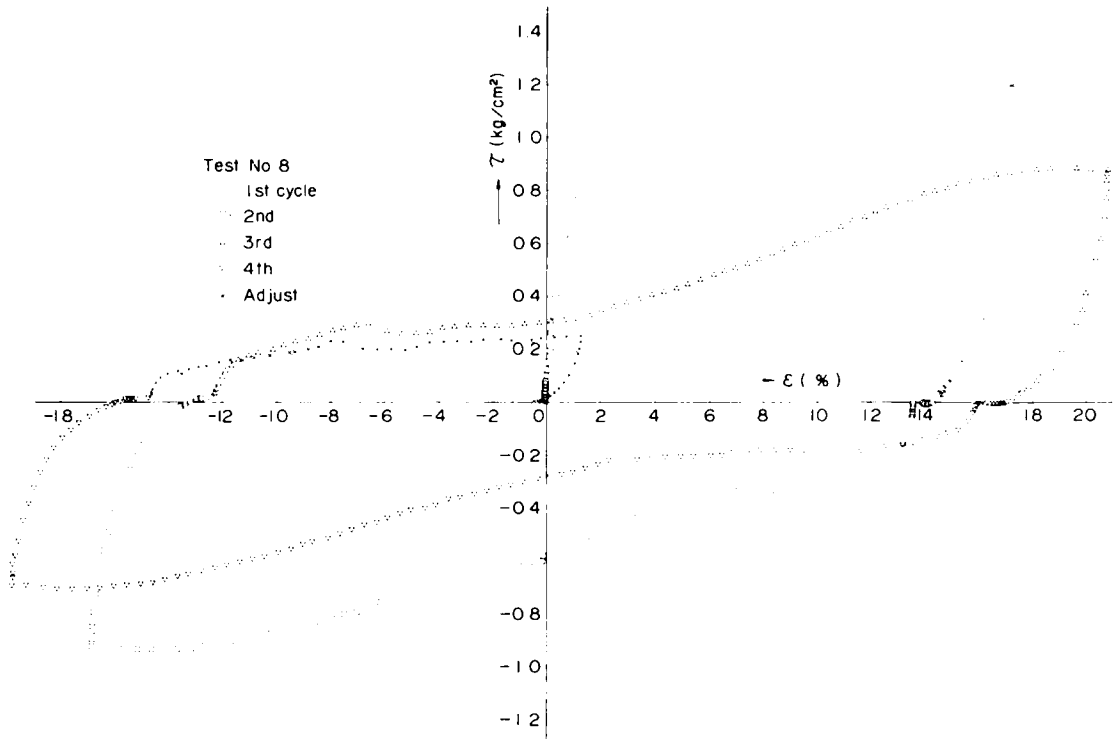 1.4
1.2
1.0
0.8
0.6
0.4
0.2
τ (kg/cm²)
Test No 8
1st cycle
2nd
3rd
4th
Adjust
— ε (%)
-18 -14 -12 -10 -8 -6 -4 -2 0 2 4 6 8 10 12 14 16 18 20
-0.2
-0.4
-0.6
-0.8
-1.0
-1.2